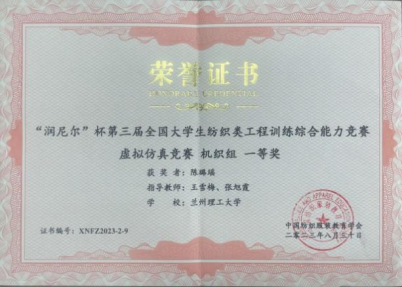 荣誉证书
“润尼尔”杯第三届全国大学生纺织类工程训练综合能力竞赛
虚拟仿真竞赛 机织组 一等奖
获奖者：陈琳瑞
指导教师：王雪梅、张旭霞
学校：兰州理工大学
证书编号：XNFZ2023-2-9
中国纺织服装教育学会
二〇二三年八月三十日